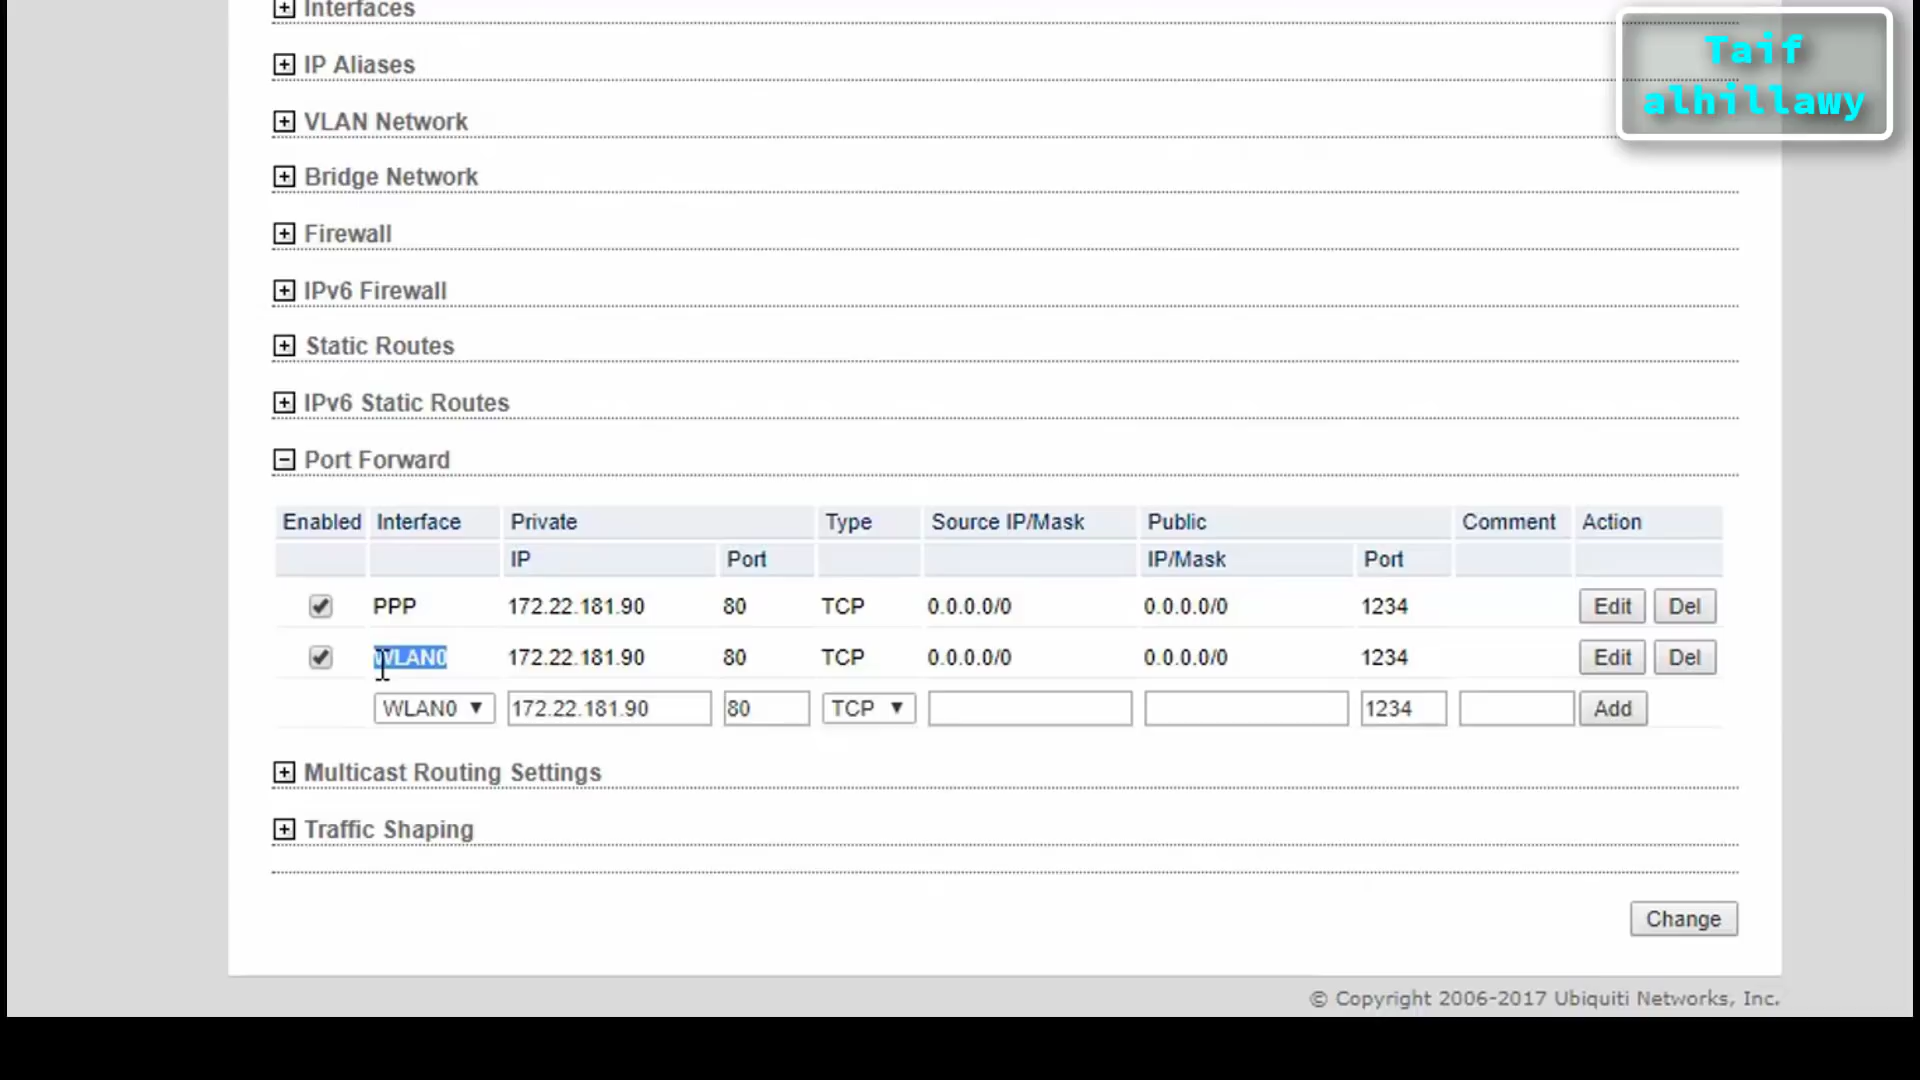 Interfaces
Taif
alhillawy
IP Aliases
VLAN Network
Bridge Network
Firewall
IPv6 Firewall
Static Routes
IPv6 Static Routes
Port Forward
Enabled Interface Private Type Source IP/Mask Public Comment Action
IP Port IP/Mask Port
PPP 172.22.181.90 80 TCP 0.0.0.0/0 0.0.0.0/0 1234 Edit Del
WLAN0 172.22.181.90 80 TCP 0.0.0.0/0 0.0.0.0/0 1234 Edit Del
WLAN0 172.22.181.90 80 TCP 1234 Add
Multicast Routing Settings
Traffic Shaping
Change
© Copyright 2006-2017 Ubiquiti Networks, Inc.